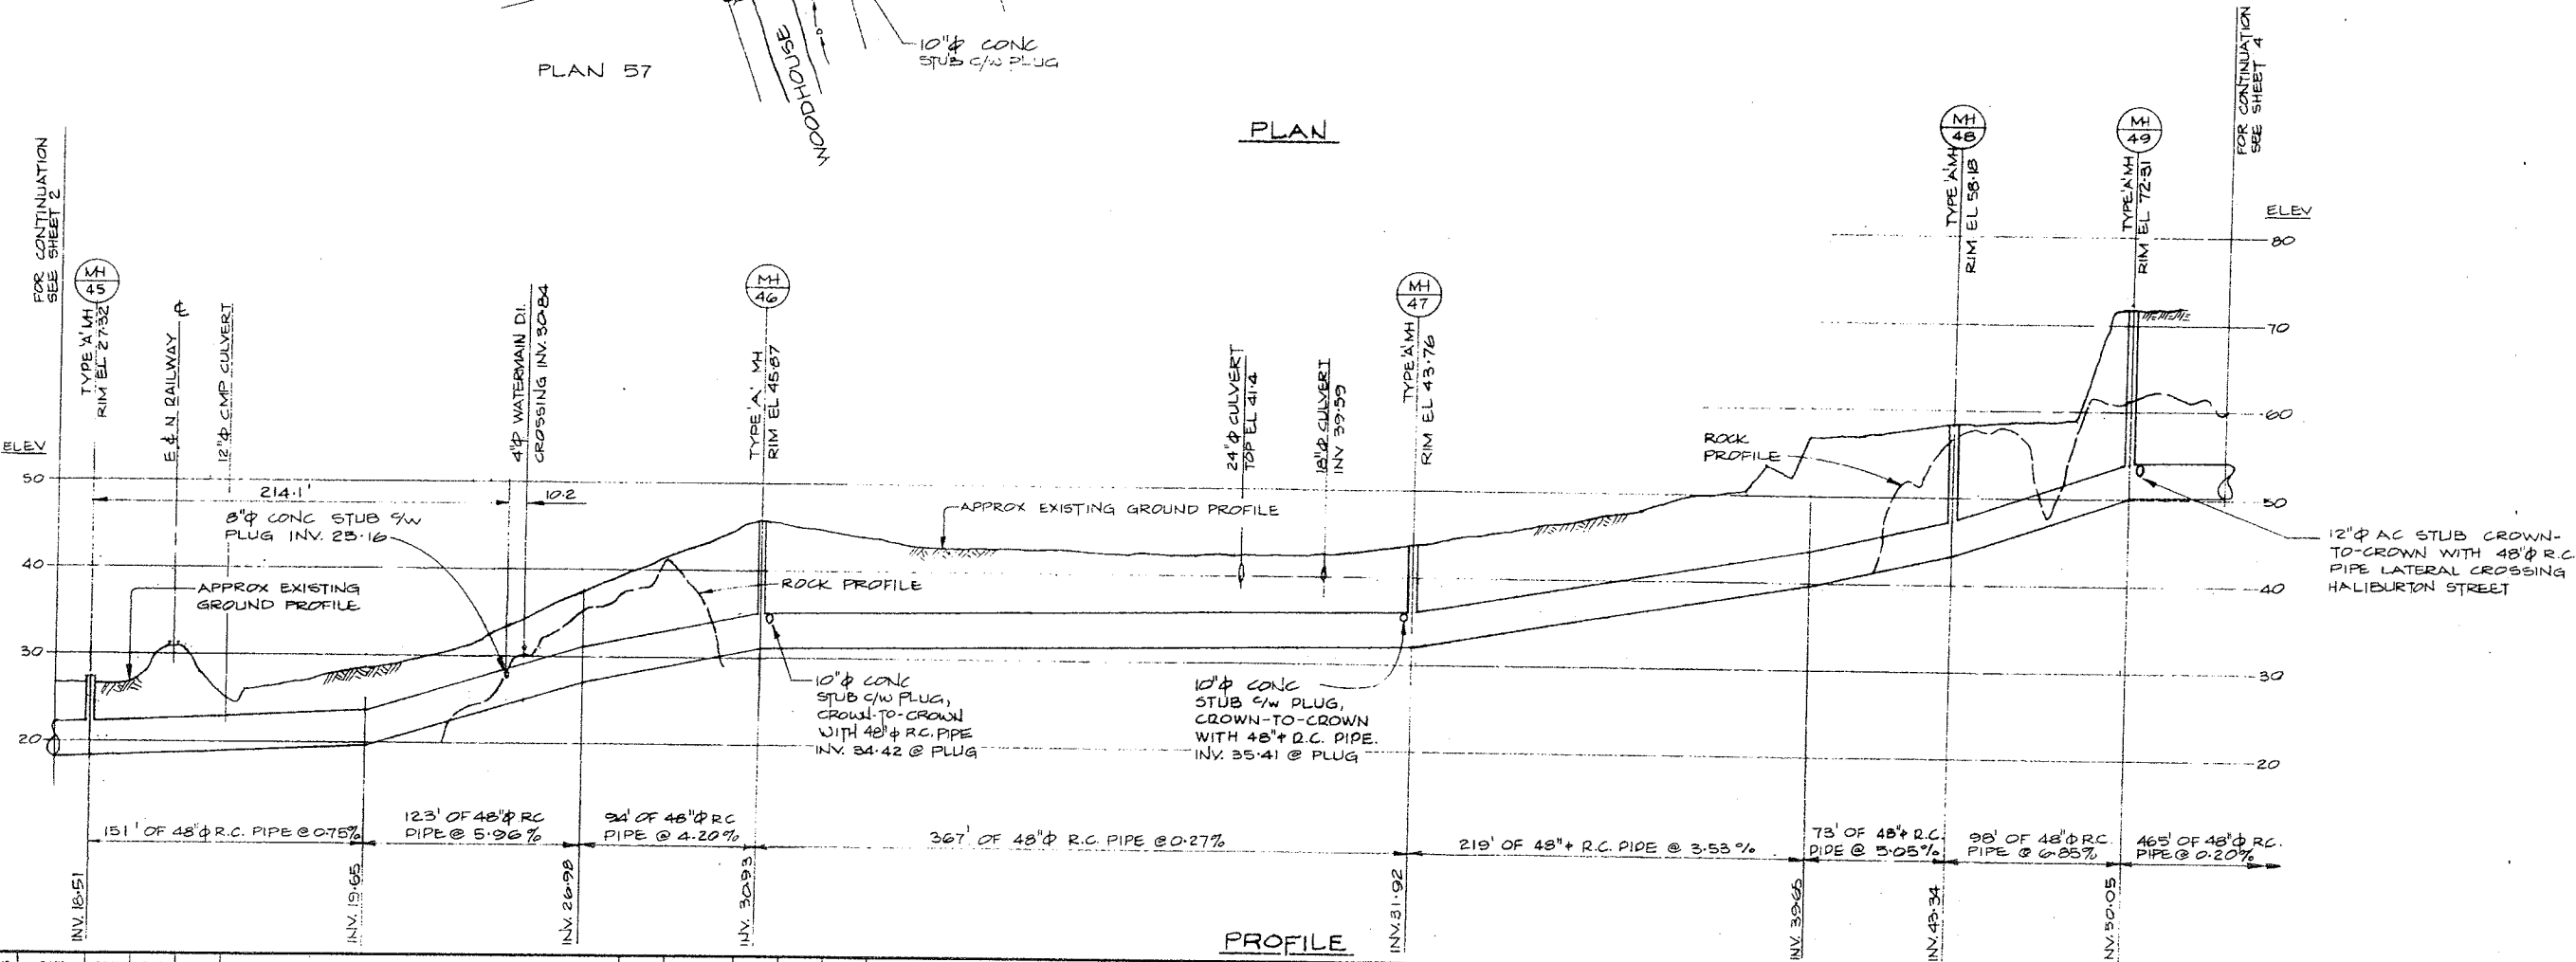 10"φ CONC
STUB C/W PLUG
PLAN 57
WOODHOUSE
PLAN
FOR CONTINUATION
SEE SHEET 2
FOR CONTINUATION
SEE SHEET 4
MH
45
TYPE 'A' MH
RIM EL 27.32
E & N RAILWAY
12"φ CMP CULVERT
4"φ WATERMAIN D.I.
CROSSING INV. 30.84
MH
46
TYPE 'A' MH
RIM EL 45.87
24"φ CULVERT
TOP EL 41.4
18"φ CULVERT
INV 39.59
MH
47
TYPE 'A' MH
RIM EL 43.76
MH
48
TYPE 'A' MH
RIM EL 58.18
MH
49
TYPE 'A' MH
RIM EL 72.31
ELEV
50
40
30
20
ELEV
80
70
60
50
40
30
20
214.1'
10.2
8"φ CONC STUB C/W
PLUG INV. 25.16
APPROX EXISTING
GROUND PROFILE
ROCK PROFILE
APPROX EXISTING GROUND PROFILE
ROCK
PROFILE
10"φ CONC
STUB C/W PLUG,
CROWN-TO-CROWN
WITH 48"φ R.C. PIPE
INV. 34.42 @ PLUG
10"φ CONC
STUB C/W PLUG,
CROWN-TO-CROWN
WITH 48"φ R.C. PIPE.
INV. 35.41 @ PLUG
12"φ AC STUB CROWN-
TO-CROWN WITH 48"φ R.C.
PIPE LATERAL CROSSING
HALIBURTON STREET
151' OF 48"φ R.C. PIPE @ 0.75%
123' OF 48"φ RC
PIPE @ 5.96%
94' OF 48"φ RC
PIPE @ 4.20%
367' OF 48"φ R.C. PIPE @ 0.27%
219' OF 48"φ R.C. PIPE @ 3.53%
73' OF 48"φ R.C.
PIPE @ 5.05%
98' OF 48"φ RC.
PIPE @ 6.85%
465' OF 48"φ RC.
PIPE @ 0.20%
INV. 18.51
INV. 19.65
INV. 26.98
INV. 30.93
INV. 31.92
INV. 39.65
INV. 43.34
INV. 50.05
PROFILE